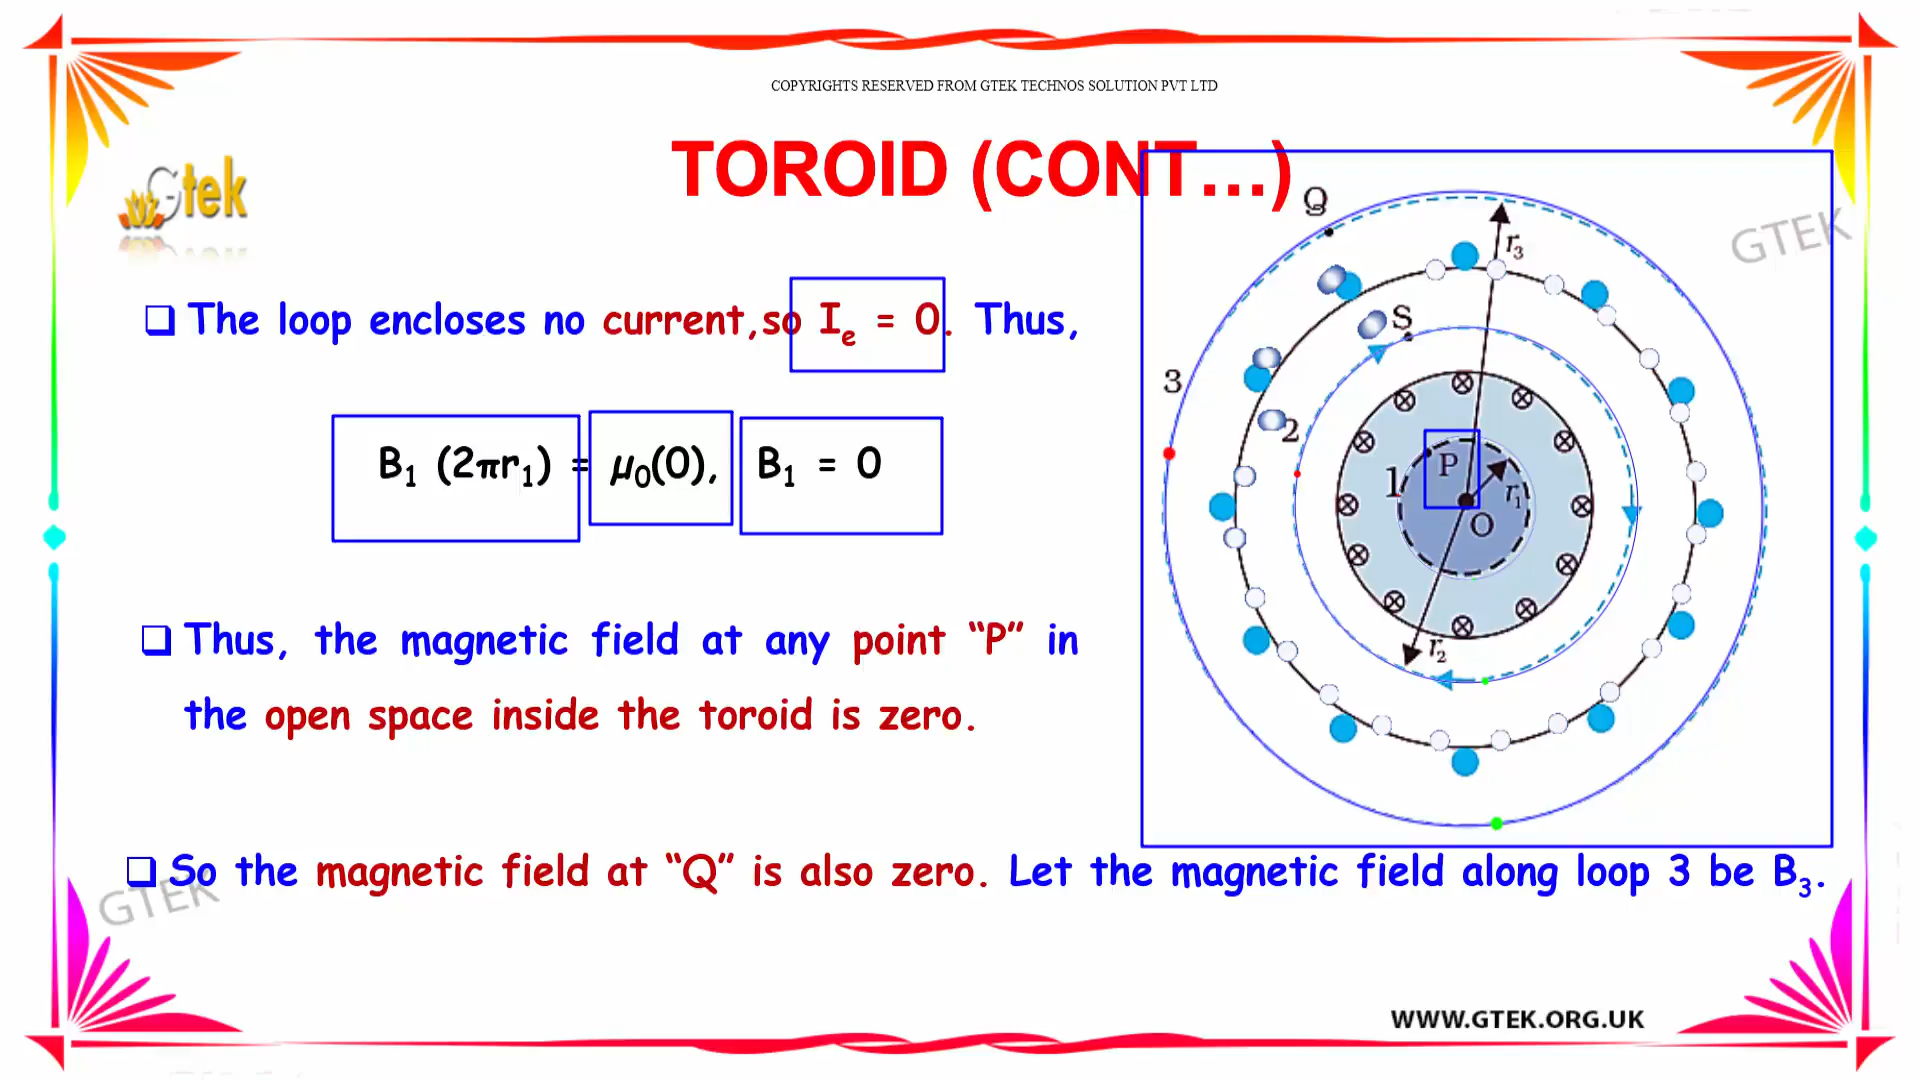 COPYRIGHTS RESERVED FROM GTEK TECHNOS SOLUTION PVT LTD
TOROID (CONT...)
Gtek
GTEK
❑ The loop encloses no current,so Iₑ = 0. Thus,
B₁ (2πr₁) = μ₀(0), B₁ = 0
❑ Thus, the magnetic field at any point “P” in
the open space inside the toroid is zero.
Q
r₃
S
3
2
P
1
r₁
O
r₂
❑ So the magnetic field at “Q” is also zero. Let the magnetic field along loop 3 be B₃.
GTEK
WWW.GTEK.ORG.UK